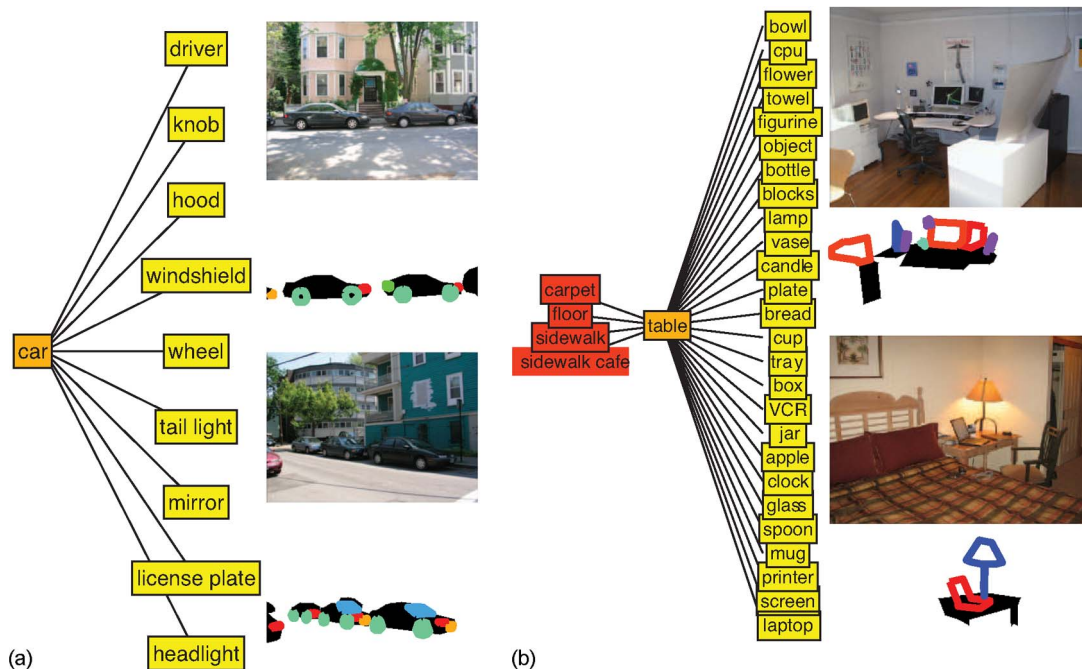 driver
knob
hood
windshield
car
wheel
tail light
mirror
license plate
headlight
(a)
carpet
floor
sidewalk
sidewalk cafe
table
bowl
cpu
flower
towel
figurine
object
bottle
blocks
lamp
vase
candle
plate
bread
cup
tray
box
VCR
jar
apple
clock
glass
spoon
mug
printer
screen
laptop
(b)